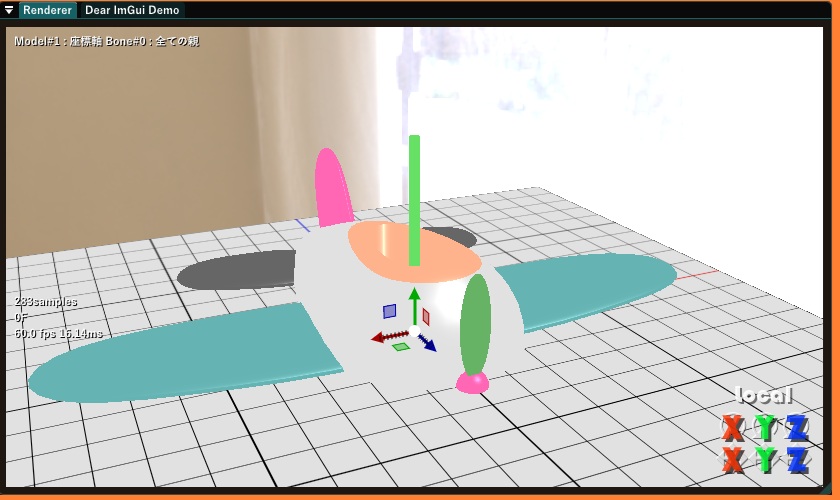 Renderer Dear ImGui Demo
Model#1 : 座標軸 Bone#0 : 全ての親
283samples
0F
60.0 fps 16.14ms
local
X Y Z
X Y Z